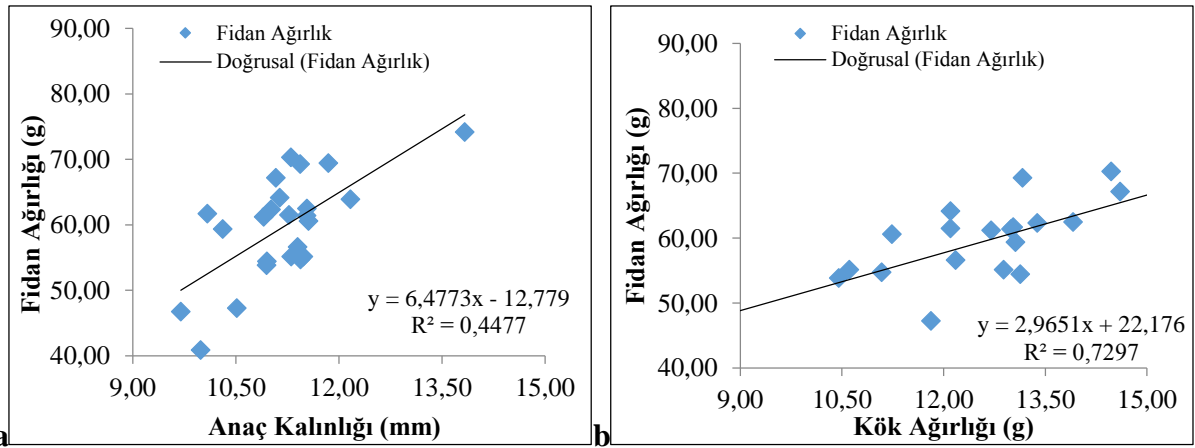 90,00
80,00
70,00
60,00
50,00
40,00
Fidan Ağırlığı (g)
Fidan Ağırlık
Doğrusal (Fidan Ağırlık)
y = 6,4773x - 12,779
R² = 0,4477
9,00 10,50 12,00 13,50 15,00
Anaç Kalınlığı (mm)
a
90,00
80,00
70,00
60,00
50,00
40,00
Fidan Ağırlığı (g)
Fidan Ağırlık
Doğrusal (Fidan Ağırlık)
y = 2,9651x + 22,176
R² = 0,7297
9,00 10,50 12,00 13,50 15,00
Kök Ağırlığı (g)
b